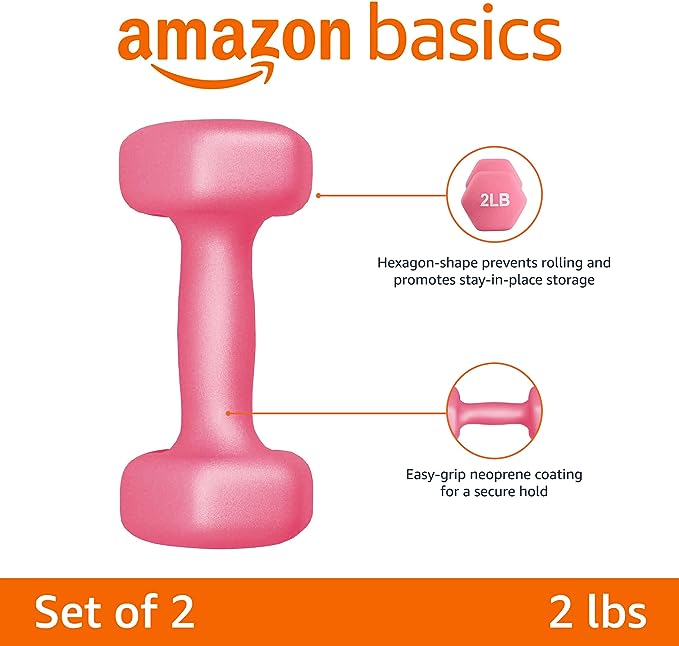 amazon basics
2LB
Hexagon-shape prevents rolling and
promotes stay-in-place storage
Easy-grip neoprene coating
for a secure hold
Set of 2
2 lbs